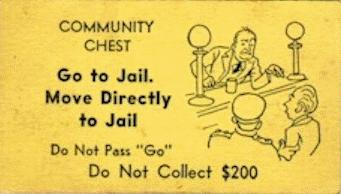 COMMUNITY
CHEST
Go to Jail.
Move Directly
to Jail
Do Not Pass "Go"
Do Not Collect $200